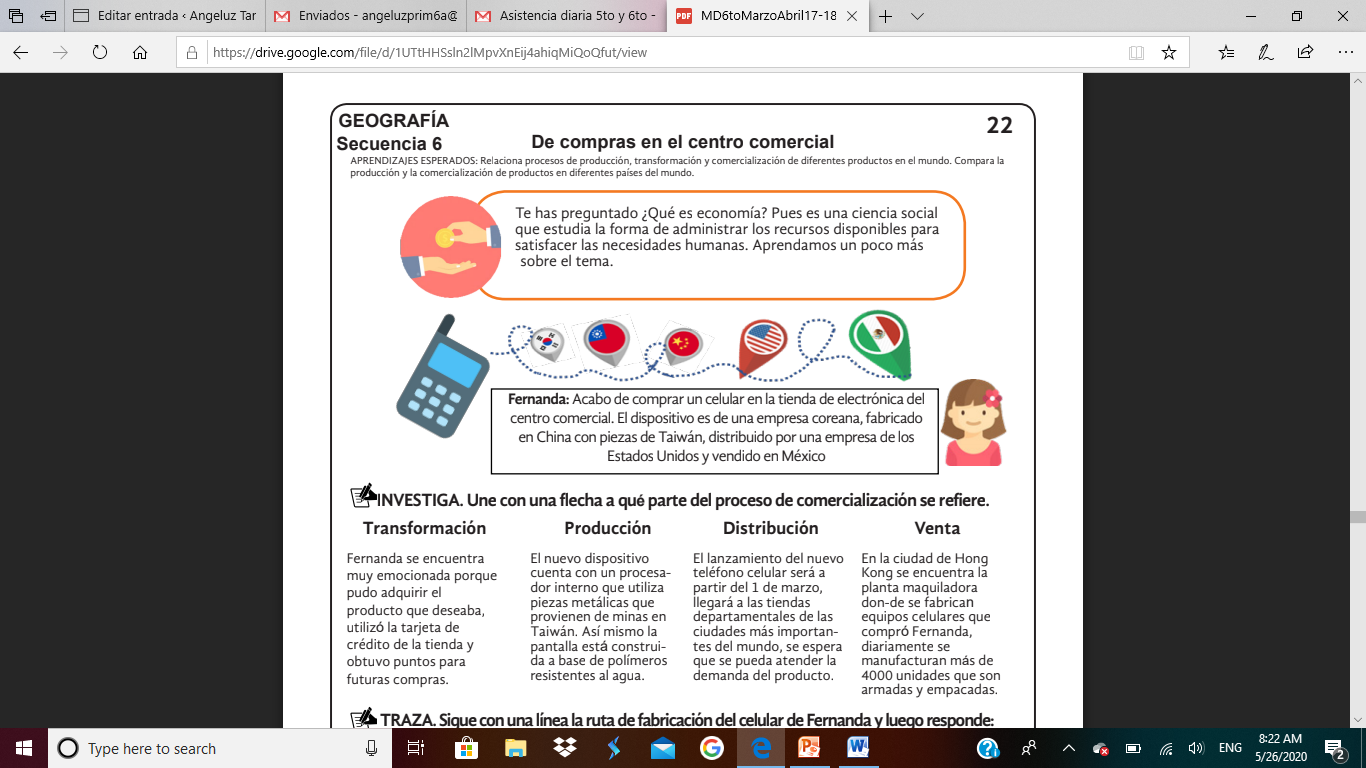 Editar entrada ‹ Angeluz Tar
Enviados - angeluzprim6a@
Asistencia diaria 5to y 6to -
PDF
MD6toMarzoAbril17-18
https://drive.google.com/file/d/1UTtHHSsln2lMpvXnEij4ahiqMiQoQfut/view
GEOGRAFÍA
22
Secuencia 6
De compras en el centro comercial
APRENDIZAJES ESPERADOS: Relaciona procesos de producción, transformación y comercialización de diferentes productos en el mundo. Compara la
producción y la comercialización de productos en diferentes países del mundo.
Te has preguntado ¿Qué es economía? Pues es una ciencia social
que estudia la forma de administrar los recursos disponibles para
satisfacer las necesidades humanas. Aprendamos un poco más
sobre el tema.
Fernanda: Acabo de comprar un celular en la tienda de electrónica del
centro comercial. El dispositivo es de una empresa coreana, fabricado
en China con piezas de Taiwán, distribuido por una empresa de los
Estados Unidos y vendido en México
INVESTIGA. Une con una flecha a qué parte del proceso de comercialización se refiere.
Transformación
Producción
Distribución
Venta
Fernanda se encuentra
muy emocionada porque
pudo adquirir el
producto que deseaba,
utilizó la tarjeta de
crédito de la tienda y
obtuvo puntos para
futuras compras.
El nuevo dispositivo
cuenta con un procesa-
dor interno que utiliza
piezas metálicas que
provienen de minas en
Taiwán. Así mismo la
pantalla está construi-
da a base de polímeros
resistentes al agua.
El lanzamiento del nuevo
teléfono celular será a
partir del 1 de marzo,
llegará a las tiendas
departamentales de las
ciudades más importan-
tes del mundo, se espera
que se pueda atender la
demanda del producto.
En la ciudad de Hong
Kong se encuentra la
planta maquiladora
don-de se fabrican
equipos celulares que
compró Fernanda,
diariamente se
manufacturan más de
4000 unidades que son
armadas y empacadas.
TRAZA. Sigue con una línea la ruta de fabricación del celular de Fernanda y luego responde:
Type here to search
ENG
8:22 AM
5/26/2020
2